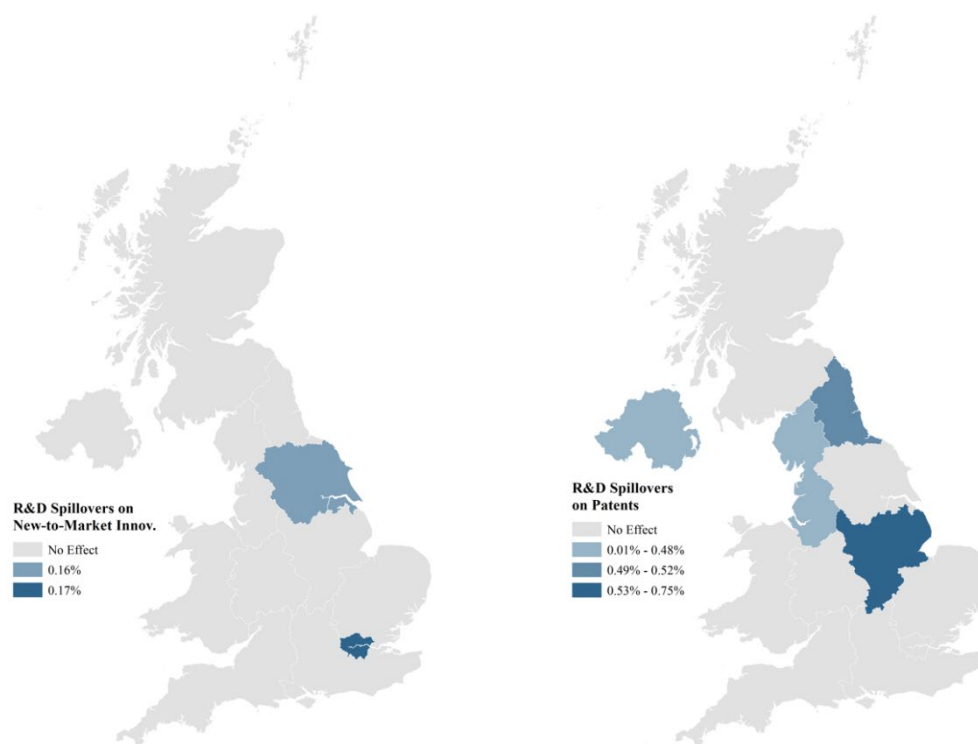 R&D Spillovers on
New-to-Market Innov.
No Effect
0.16%
0.17%
R&D Spillovers
on Patents
No Effect
0.01% - 0.48%
0.49% - 0.52%
0.53% - 0.75%